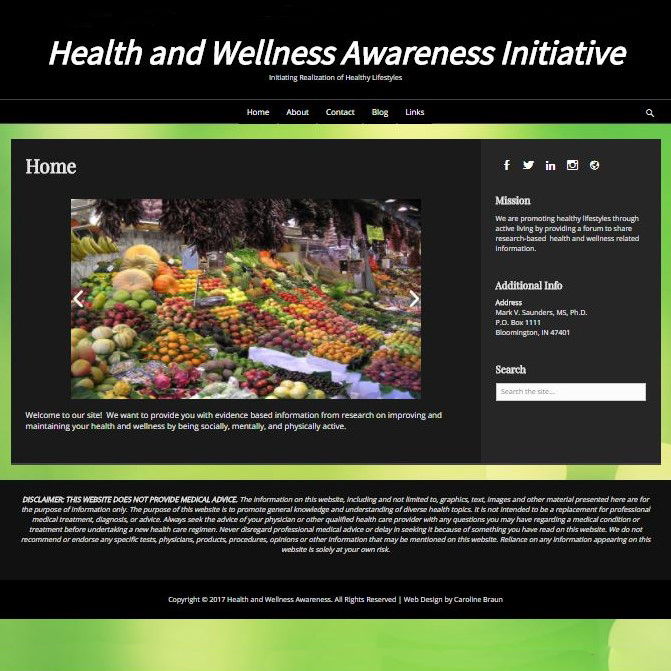 Health and Wellness Awareness Initiative
Initiating Realization of Healthy Lifestyles
Home About Contact Blog Links
Home
Welcome to our site! We want to provide you with evidence based information from research on improving and
maintaining your health and wellness by being socially, mentally, and physically active.
Mission
We are promoting healthy lifestyles through
active living by providing a forum to share
research-based health and wellness related
information.
Additional Info
Address
Mark V. Saunders, MS, Ph.D.
P.O. Box 1111
Bloomington, IN 47401
Search
Search the site...
DISCLAIMER: THIS WEBSITE DOES NOT PROVIDE MEDICAL ADVICE. The information on this website, including and not limited to, graphics, text, images and other material presented here are for
the purpose of information only. The purpose of this website is to promote general knowledge and understanding of diverse health topics. It is not intended to be a replacement for professional
medical treatment, diagnosis, or advice. Always seek the advice of your physician or other qualified health care provider with any questions you may have regarding a medical condition or
treatment before undertaking a new health care regimen. Never disregard professional medical advice or delay in seeking it because of something you have read on this website. We do not
recommend or endorse any specific tests, physicians, products, procedures, opinions or other information that may be mentioned on this website. Reliance on any information appearing on this
website is solely at your own risk.
Copyright © 2017 Health and Wellness Awareness. All Rights Reserved | Web Design by Caroline Braun